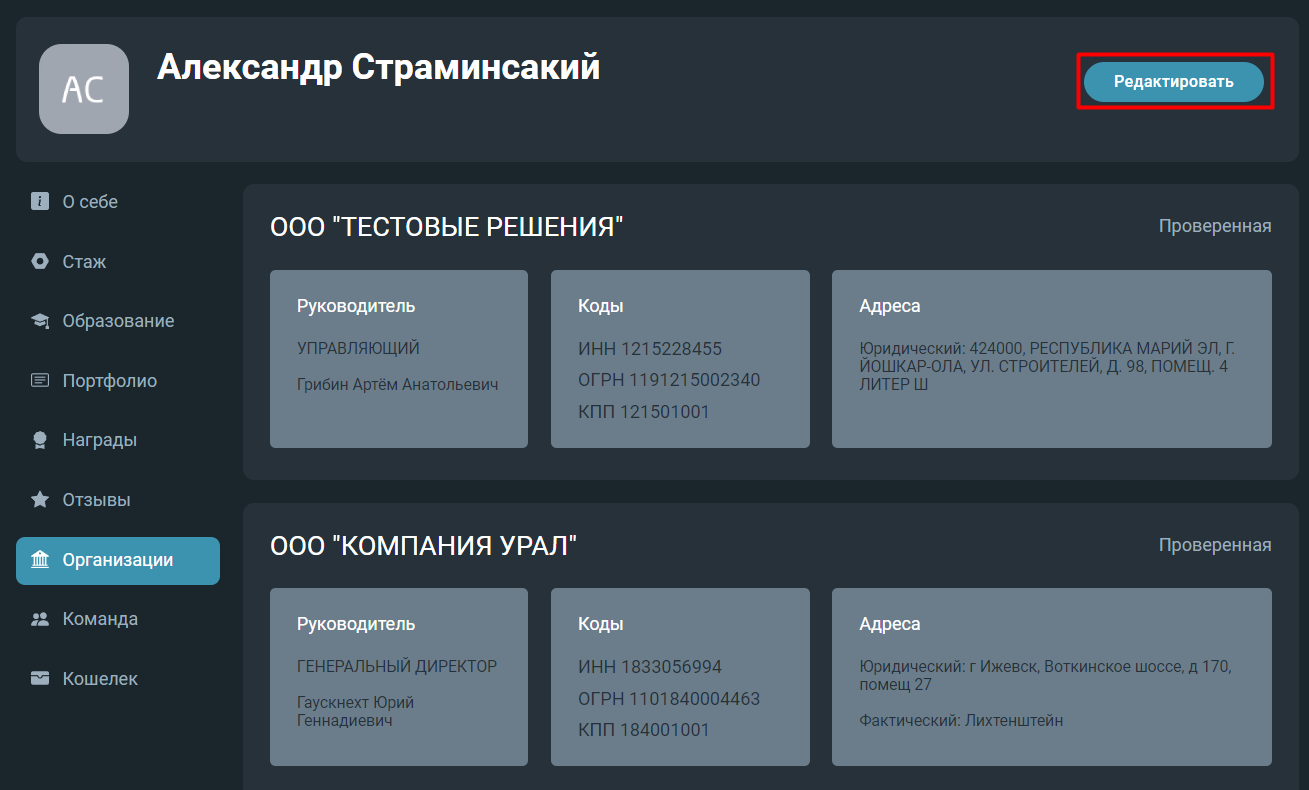 АС
Александр Страминсакий
Редактировать
О себе
Стаж
Образование
Портфолио
Награды
Отзывы
Организации
Команда
Кошелек
ООО "ТЕСТОВЫЕ РЕШЕНИЯ"
Проверенная
Руководитель
УПРАВЛЯЮЩИЙ
Грибин Артём Анатольевич
Коды
ИНН 1215228455
ОГРН 1191215002340
КПП 121501001
Адреса
Юридический: 424000, РЕСПУБЛИКА МАРИЙ ЭЛ, Г.
ЙОШКАР-ОЛА, УЛ. СТРОИТЕЛЕЙ, Д. 98, ПОМЕЩ. 4
ЛИТЕР Ш
ООО "КОМПАНИЯ УРАЛ"
Проверенная
Руководитель
ГЕНЕРАЛЬНЫЙ ДИРЕКТОР
Гаускнехт Юрий
Геннадиевич
Коды
ИНН 1833056994
ОГРН 1101840004463
КПП 184001001
Адреса
Юридический: г Ижевск, Воткинское шоссе, д 170,
помещ 27
Фактический: Лихтенштейн